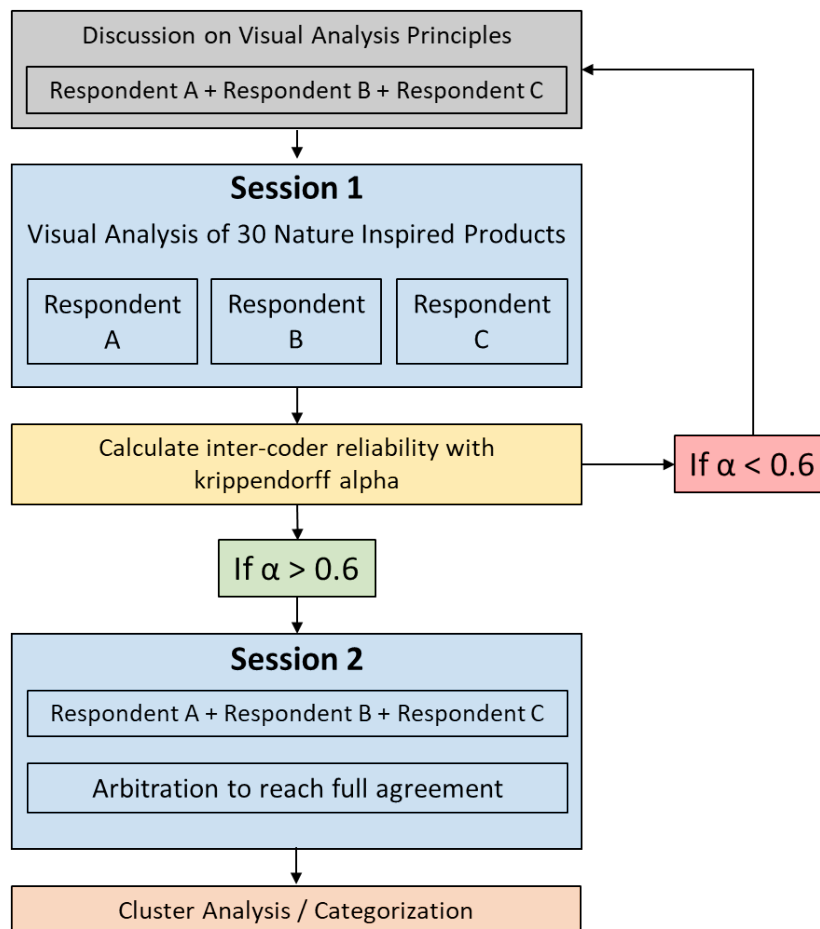 Discussion on Visual Analysis Principles
Respondent A + Respondent B + Respondent C
Session 1
Visual Analysis of 30 Nature Inspired Products
Respondent
A
Respondent
B
Respondent
C
Calculate inter-coder reliability with
krippendorff alpha
If α < 0.6
If α > 0.6
Session 2
Respondent A + Respondent B + Respondent C
Arbitration to reach full agreement
Cluster Analysis / Categorization